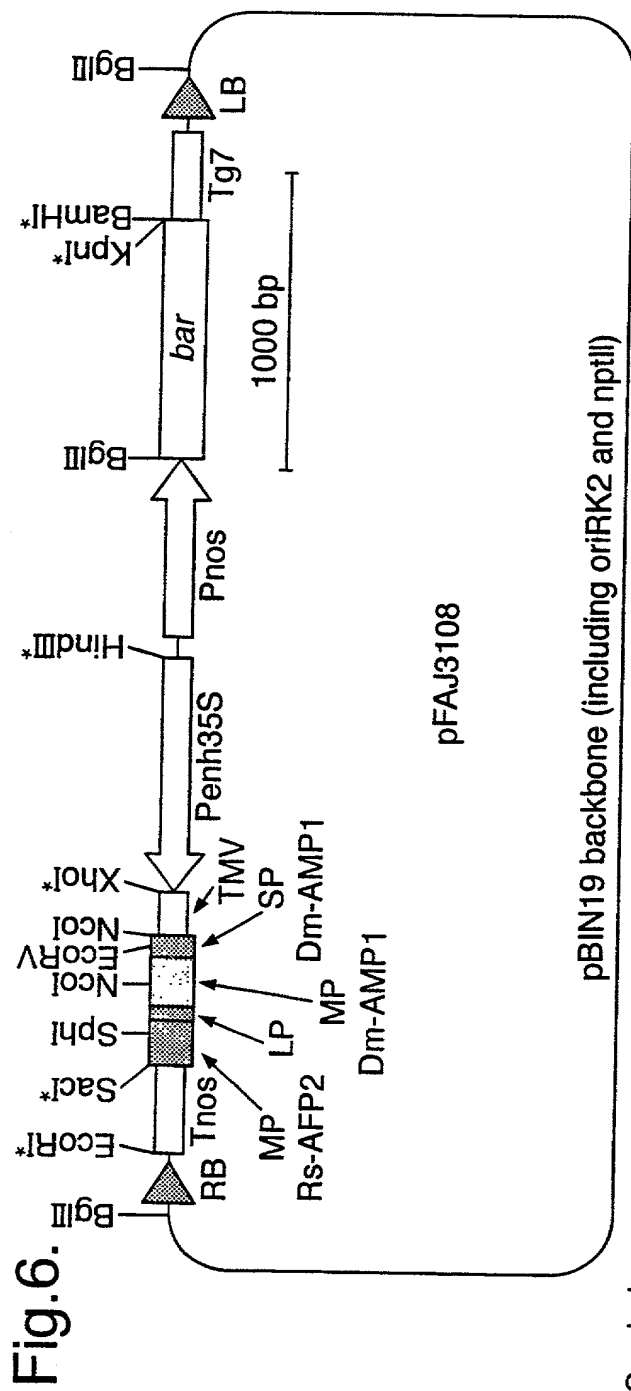 Fig.6.
BglII
EcoRI*
SacI*
SphI
NcoI
EcoRV
NcoI
XhoI*
HindIII*
BglII
KpnI*
BamHI*
BglII
RB
Tnos
Penh35S
Pnos
bar
Tg7
LB
MP
Rs-AFP2
LP
MP
Dm-AMP1
SP
Dm-AMP1
TMV
1000 bp
pFAJ3108
pBIN19 backbone (including oriRK2 and nptII)